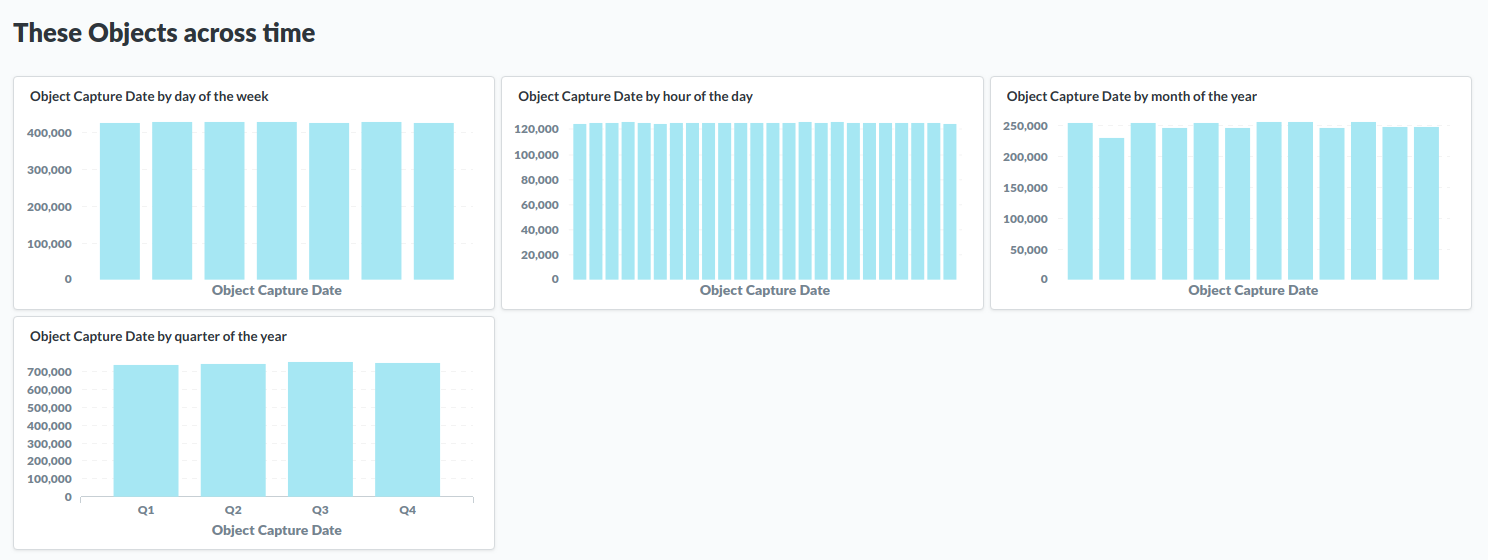 These Objects across time
Object Capture Date by day of the week
400,000
300,000
200,000
100,000
0
Object Capture Date
Object Capture Date by hour of the day
120,000
100,000
80,000
60,000
40,000
20,000
0
Object Capture Date
Object Capture Date by month of the year
250,000
200,000
150,000
100,000
50,000
0
Object Capture Date
Object Capture Date by quarter of the year
700,000
600,000
500,000
400,000
300,000
200,000
100,000
0
Q1 Q2 Q3 Q4
Object Capture Date